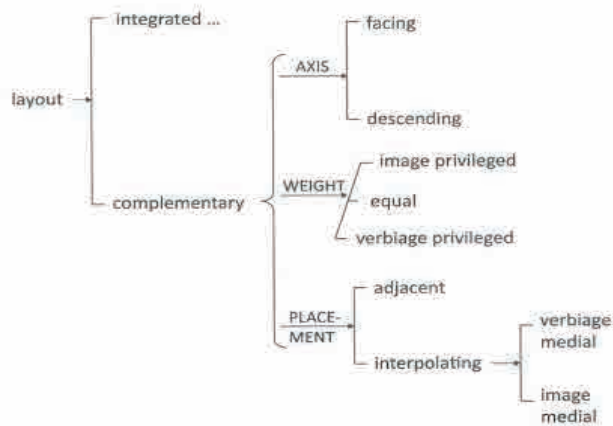 integrated ...
facing
AXIS
layout
descending
image privileged
WEIGHT
equal
complementary
verbiage privileged
adjacent
PLACE-
MENT
verbiage
medial
interpolating
image
medial